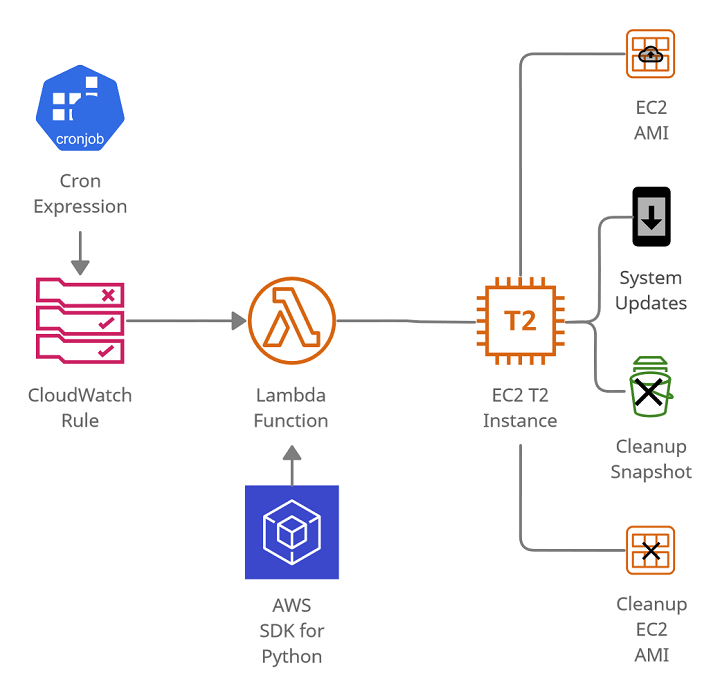 cronjob
Cron
Expression
CloudWatch
Rule
Lambda
Function
AWS
SDK for
Python
T2
EC2 T2
Instance
EC2
AMI
System
Updates
Cleanup
Snapshot
Cleanup
EC2
AMI